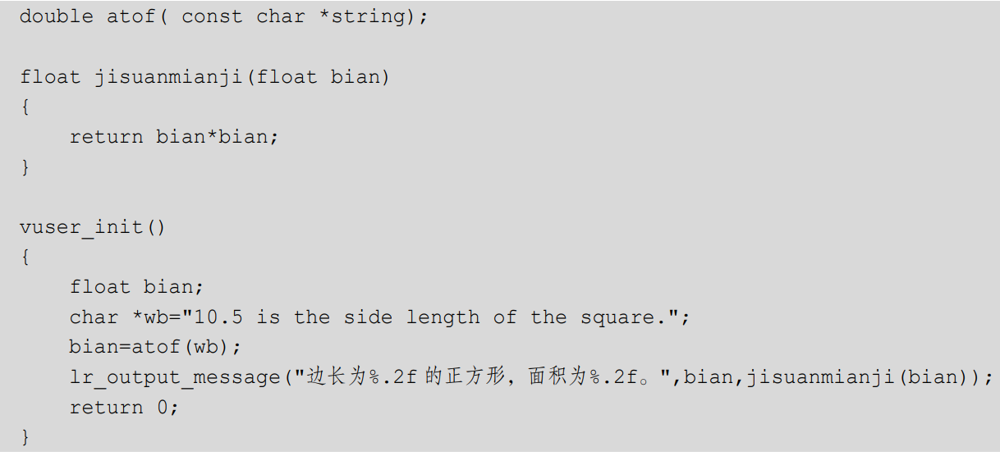 double atof( const char *string);
float jisuanmianji(float bian)
{
    return bian*bian;
}
vuser_init()
{
    float bian;
    char *wb="10.5 is the side length of the square.";
    bian=atof(wb);
    lr_output_message("边长为%.2f 的正方形，面积为%.2f。",bian,jisuanmianji(bian));
    return 0;
}